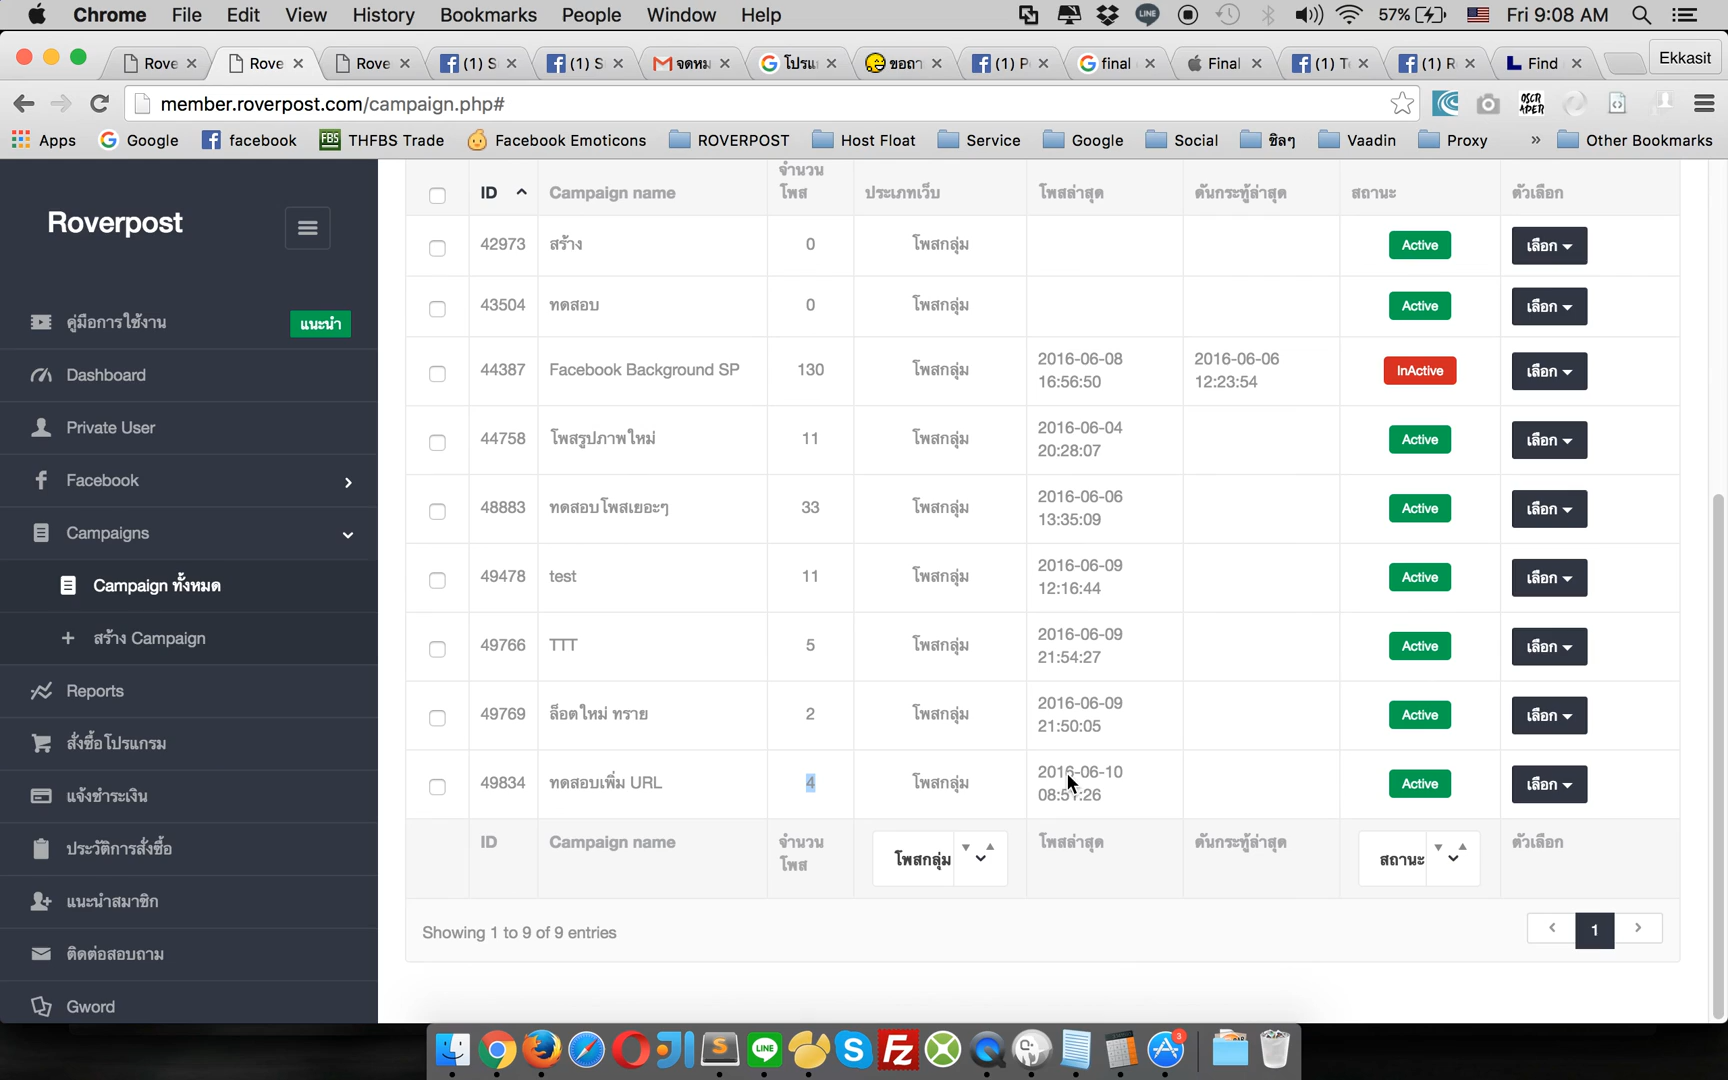 Chrome File Edit View History Bookmarks People Window Help 57% Fri 9:08 AM
Rove Rove Rove (1) S (1) S จดหม โปรแ ขอถา (1) P final Final (1) T (1) R Find Ekkasit
member.roverpost.com/campaign.php#
Apps Google facebook FBS THFBS Trade Facebook Emoticons ROVERPOST Host Float Service Google Social ชิลๆ Vaadin Proxy » Other Bookmarks
Roverpost
คู่มือการใช้งาน แนะนำ
Dashboard
Private User
Facebook
Campaigns
Campaign ทั้งหมด
+ สร้าง Campaign
Reports
สั่งซื้อโปรแกรม
แจ้งชำระเงิน
ประวัติการสั่งซื้อ
แนะนำสมาชิก
ติดต่อสอบถาม
Gword
ID Campaign name จำนวน โพส ประเภทเว็บ โพสล่าสุด ดันกระทู้ล่าสุด สถานะ ตัวเลือก
42973 สร้าง 0 โพสกลุ่ม Active เลือก
43504 ทดสอบ 0 โพสกลุ่ม Active เลือก
44387 Facebook Background SP 130 โพสกลุ่ม 2016-06-08 16:56:50 2016-06-06 12:23:54 InActive เลือก
44758 โพสรูปภาพใหม่ 11 โพสกลุ่ม 2016-06-04 20:28:07 Active เลือก
48883 ทดสอบโพสเยอะๆ 33 โพสกลุ่ม 2016-06-06 13:35:09 Active เลือก
49478 test 11 โพสกลุ่ม 2016-06-09 12:16:44 Active เลือก
49766 TTT 5 โพสกลุ่ม 2016-06-09 21:54:27 Active เลือก
49769 ล็อตใหม่ ทราย 2 โพสกลุ่ม 2016-06-09 21:50:05 Active เลือก
49834 ทดสอบเพิ่ม URL 4 โพสกลุ่ม 2016-06-10 Active เลือก
ID Campaign name จำนวน โพส โพสกลุ่ม โพสล่าสุด ดันกระทู้ล่าสุด สถานะ ตัวเลือก
Showing 1 to 9 of 9 entries
1
LINE 3